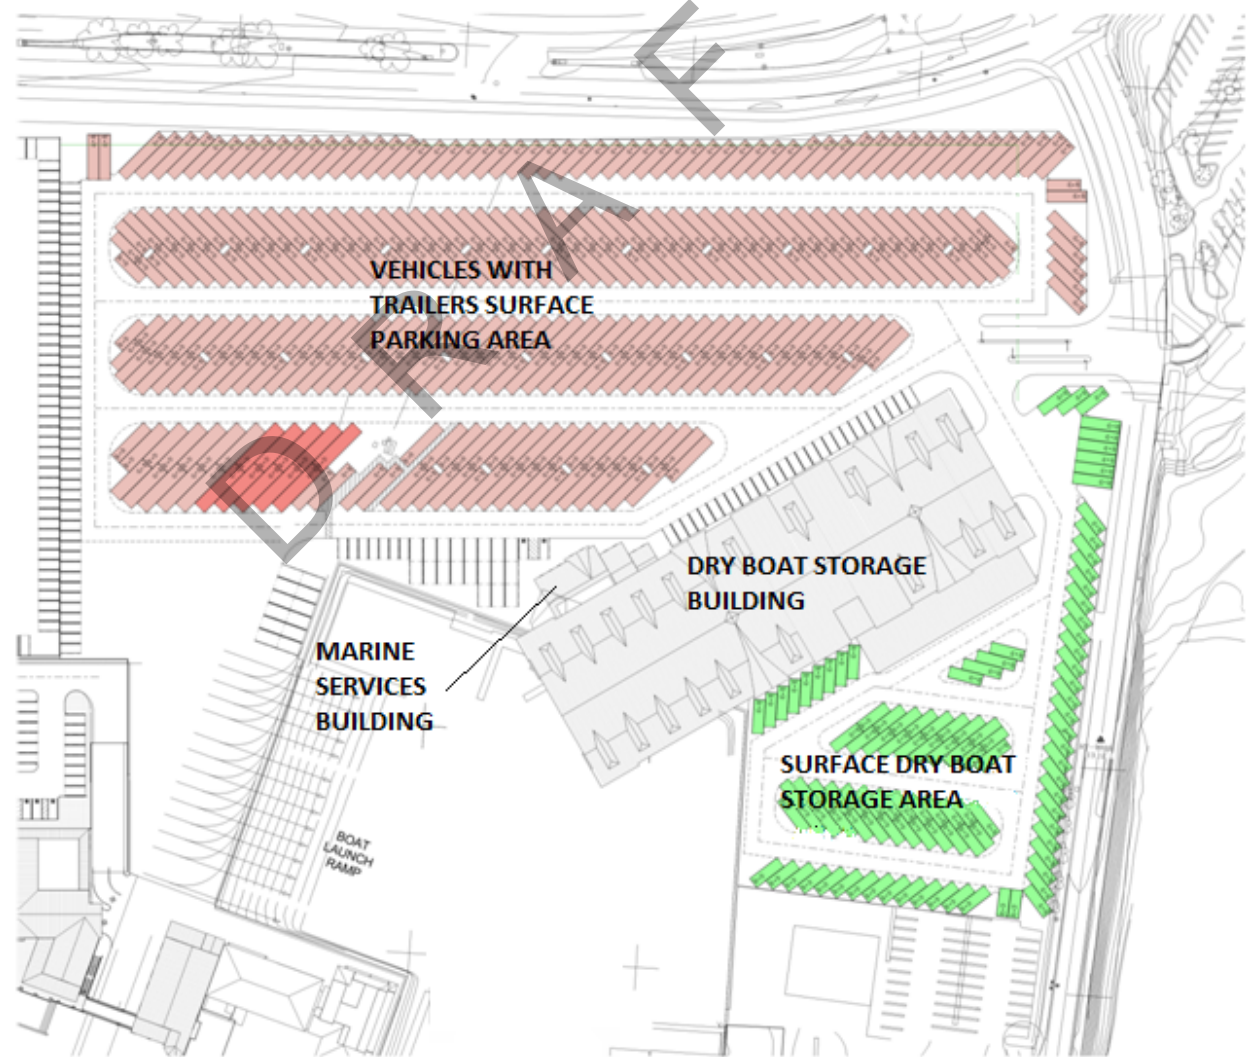 DRAF
VEHICLES WITH
TRAILERS SURFACE
PARKING AREA
DRY BOAT STORAGE
BUILDING
MARINE
SERVICES
BUILDING
SURFACE DRY BOAT
STORAGE AREA
BOAT
LAUNCH
RAMP